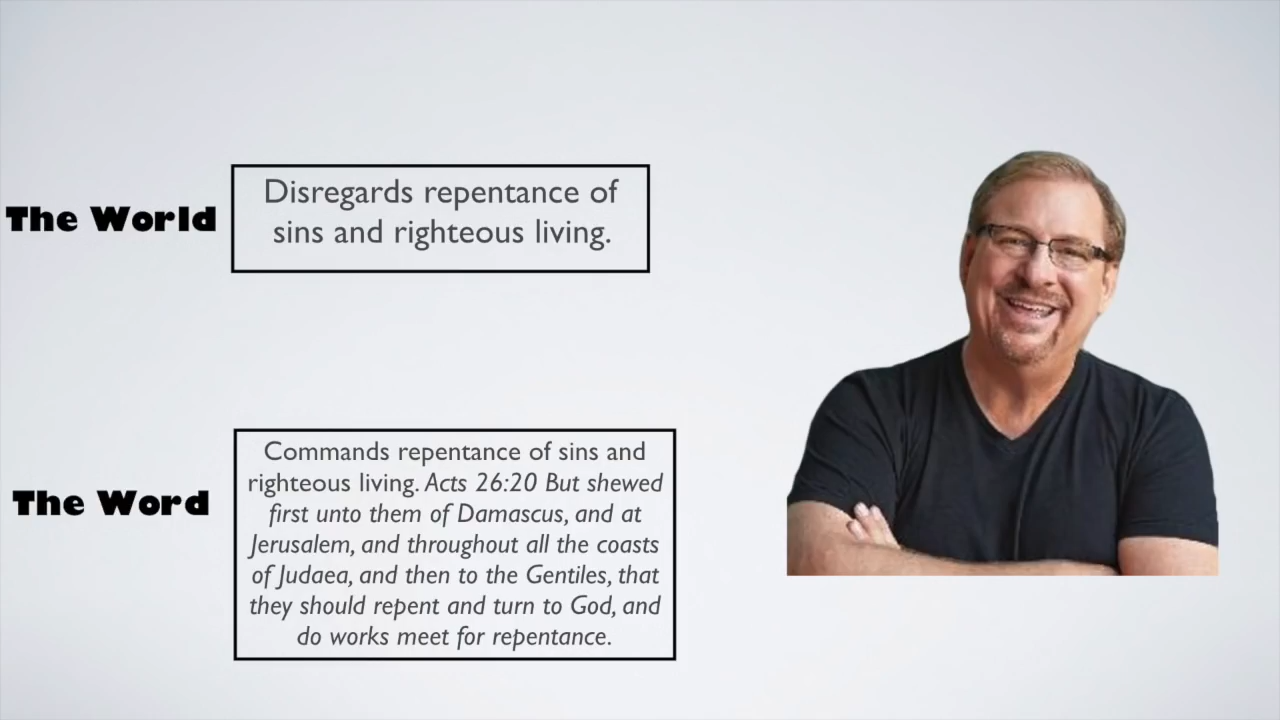 The World
Disregards repentance of
sins and righteous living.
The Word
Commands repentance of sins and
righteous living. Acts 26:20 But shewed
first unto them of Damascus, and at
Jerusalem, and throughout all the coasts
of Judaea, and then to the Gentiles, that
they should repent and turn to God, and
do works meet for repentance.